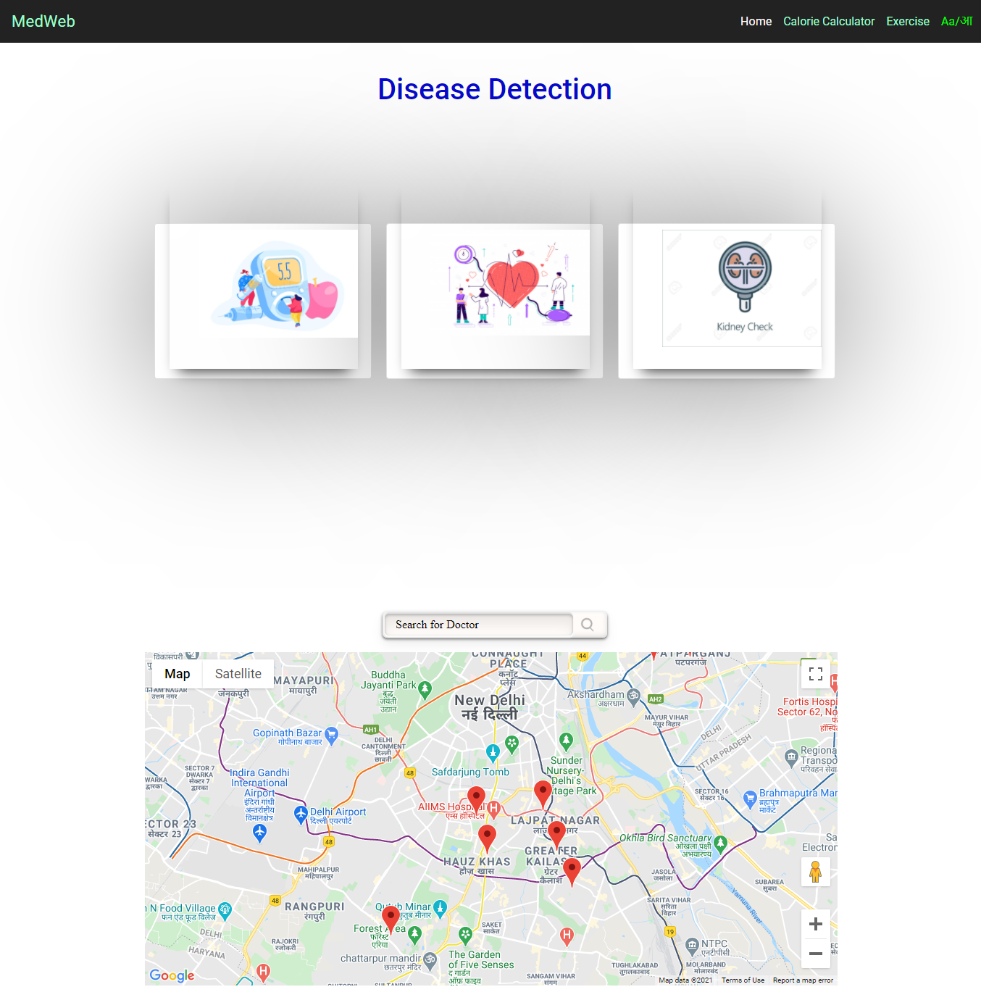 MedWeb
Home Calorie Calculator Exercise Aa/आ
Disease Detection
5.5
Kidney Check
Search for Doctor
Map Satellite
विकासपुरी
उत्तम नगर
जनकपुरी
MAYAPURI
मायापुरी
Buddha
Jayanti Park
बुद्ध
जयंती
उद्यान
CONNAUGHT
PLACE
कनॉट
प्लेस
44
पटपरगंज
New Delhi
नई दिल्ली
Akshardham
अक्षरधाम
AH2
Fortis Hospi
Sector 62, No
MAYUR VIHAR
मयूर विहार
DELHI
UTTAR PRADESH
Gopinath Bazar
गोपीनाथ बाजार
AH1
DELHI
CANTONMENT
दिल्ली
छावनी
48
Safdarjung Tomb
Sunder
Nursery-
Delhi's
itage Park
Regiona
Transpo
परिवहन सेवा
SECTOR 7
DWARKA
सेक्टर 7
द्वारका
WARKA
द्वारका
Indira Gandhi
International
Airport
इंदिरा गांधी
अन्तर्राष्ट्रीय
विमानक्षेत्र
Delhi Airport
दिल्ली एयरपोर्ट
AIIMS Hospital
एम्स हॉस्पिटल
SECTOR 16
सेक्टर 16
Brahmaputra Mar
ब्रह्मपुत्र
मार्केट
ECTOR 23
सेक्टर 23
48
LAJPAT NAGAR
GREATER
KAILASH
ग्रेटर
कैलाश
HAUZ KHAS
हौज़ खास
Okhla Bird Sanctuary
ओखला पक्षी
अभयारण्य
Electron
MAHIPALPUR
महिपालपुर
JASOLA
जसोला
SUBAREA
सुबरा
Yamuna River
48
RANGPURI
रंगपुरी
n N Food Village
फन एंड फूड विलेज
Qutub Minar
कुतुब मीनार
SARITA VIHAR
सरिता
विहार
DELHI
HARYANA
RAJOKRI
रजोकरी
Forest Area
फॉरेस्ट
एरिया
SAKET
साकेत
19
NTPC
एनटीपीसी
chattarpur mandir
छतरपुर मंदिर
The Garden
of Five Senses
द गार्डन
ऑफ़ फाइव
SANGAM VIHAR
संगम
TUGHLAKABAD
तुगलकाबाद
MOLARBAND
मोलारबंद
Google
Map data ©2021 Terms of Use Report a map error